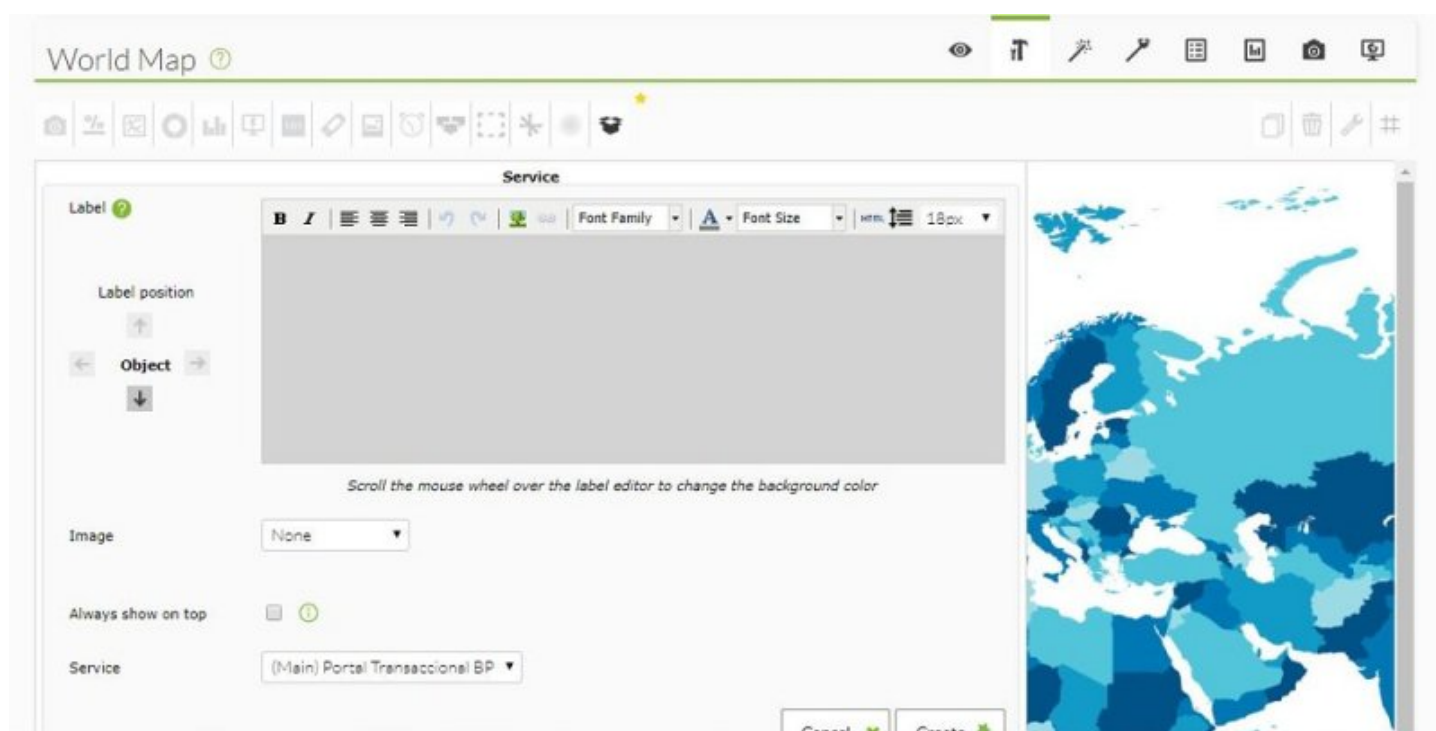 World Map ?
Service
Label ?
B I Font Family A Font Size HTML 18px
Label position
Object
Scroll the mouse wheel over the label editor to change the background color
Image None
Always show on top
Service (Main) Portal Transaccional BP
Cancel Create